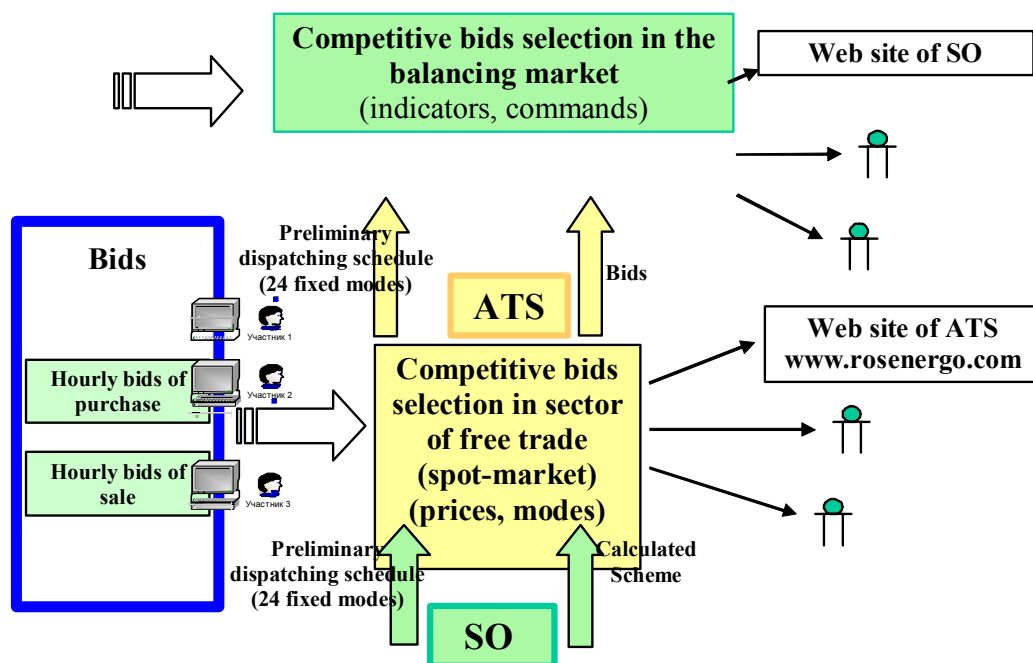 Competitive bids selection in the
balancing market
(indicators, commands)
Web site of SO
Bids
Preliminary
dispatching schedule
(24 fixed modes)
Bids
ATS
Участник 1
Hourly bids of
purchase
Участник 2
Hourly bids of
sale
Участник 3
Competitive bids
selection in sector
of free trade
(spot-market)
(prices, modes)
Web site of ATS
www.rosenergo.com
Preliminary
dispatching schedule
(24 fixed modes)
Calculated
Scheme
SO